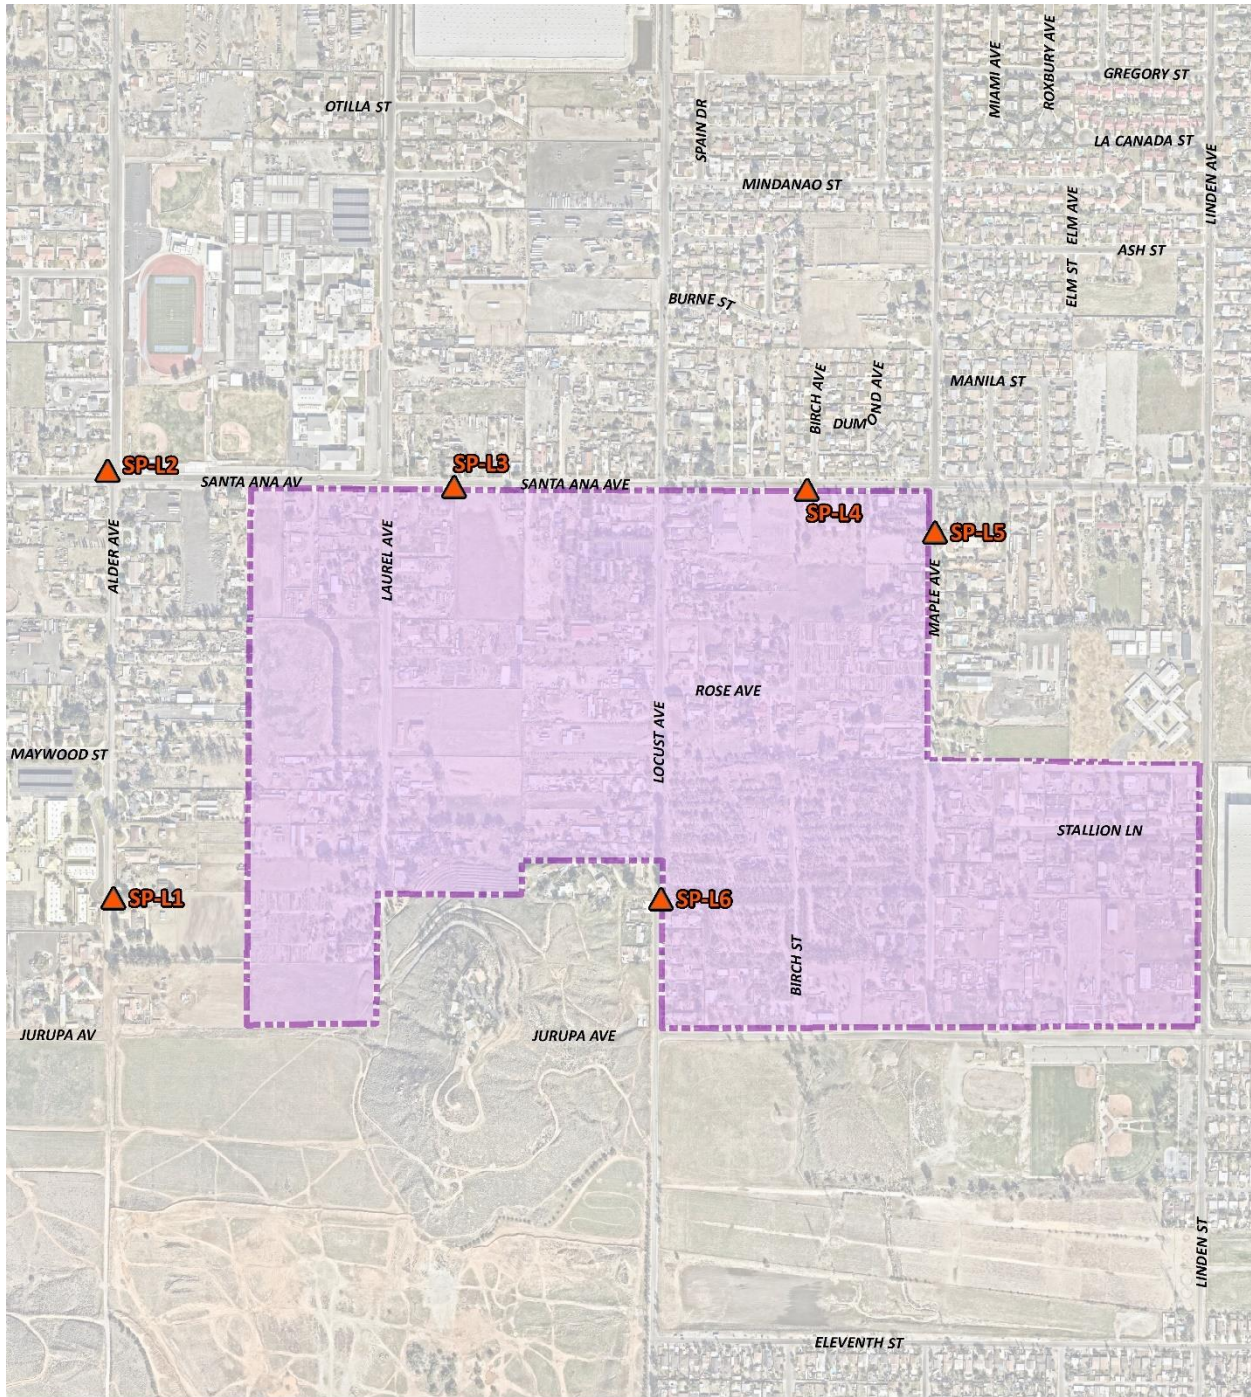 MIAMI AVE
ROXBURY AVE
GREGORY ST
OTILLA ST
SPAIN DR
LA CANADA ST
LINDEN AVE
MINDANAO ST
ELM AVE
ASH ST
ELM ST
BURNE ST
BIRCH AVE
DUMOND AVE
MANILA ST
SP-L2
SP-L3
SANTA ANA AV
SANTA ANA AVE
SP-L4
SP-L5
ALDER AVE
LAUREL AVE
MAPLE AVE
ROSE AVE
LOCUST AVE
MAYWOOD ST
STALLION LN
SP-L1
SP-L6
BIRCH ST
JURUPA AV
JURUPA AVE
LINDEN ST
ELEVENTH ST